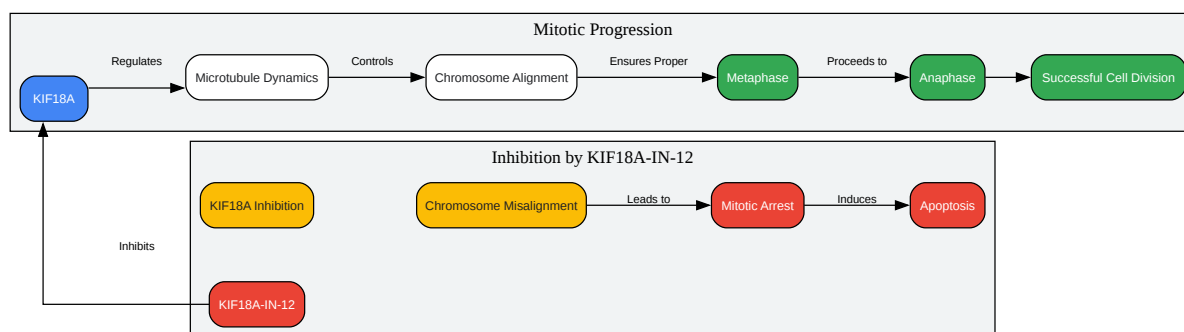 Mitotic Progression
Regulates
Controls
Ensures Proper
Proceeds to
KIF18A
Microtubule Dynamics
Chromosome Alignment
Metaphase
Anaphase
Successful Cell Division
Inhibition by KIF18A-IN-12
KIF18A Inhibition
Chromosome Misalignment
Leads to
Mitotic Arrest
Induces
Apoptosis
Inhibits
KIF18A-IN-12